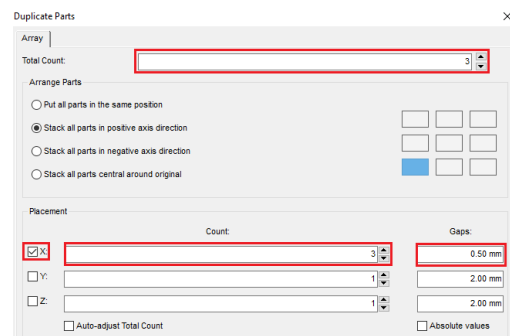 Duplicate Parts
Array
Total Count: 3
Arrange Parts
Put all parts in the same position
Stack all parts in positive axis direction
Stack all parts in negative axis direction
Stack all parts central around original
Placement
Count: Gaps:
X: 3 0.50 mm
Y: 1 2.00 mm
Z: 1 2.00 mm
Auto-adjust Total Count Absolute values